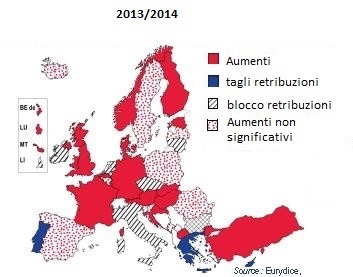 2013/2014
Aumenti
tagli retribuzioni
blocco retribuzioni
Aumenti non
significativi
BE de
LU
MT
LI
Source: Eurydice,